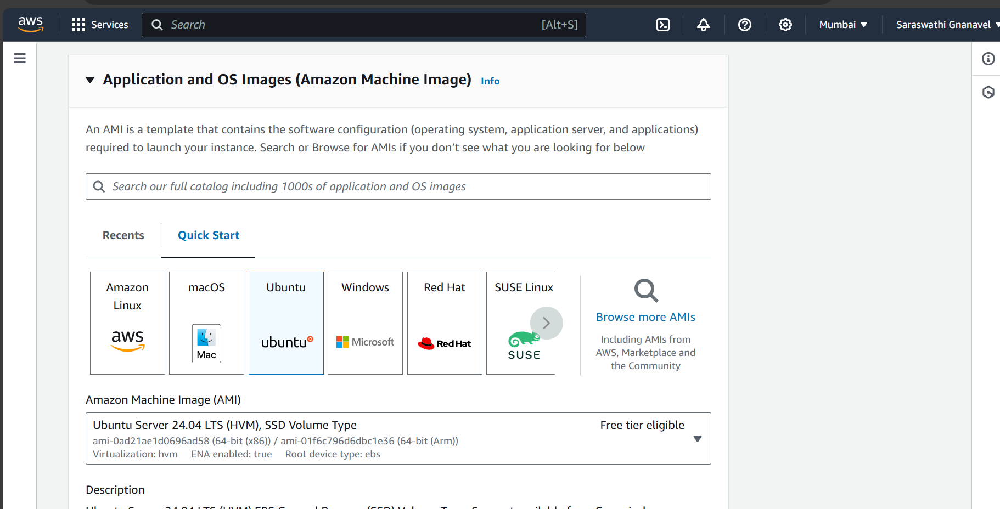 aws Services Search [Alt+S] Mumbai Saraswathi Gnanavel
Application and OS Images (Amazon Machine Image) Info
An AMI is a template that contains the software configuration (operating system, application server, and applications)
required to launch your instance. Search or Browse for AMIs if you don’t see what you are looking for below
Search our full catalog including 1000s of application and OS images
Recents
Quick Start
Amazon
Linux
aws
macOS
Mac
Ubuntu
ubuntu
Windows
Microsoft
Red Hat
Red Hat
SUSE Linux
SUSE
Browse more AMIs
Including AMIs from
AWS, Marketplace and
the Community
Amazon Machine Image (AMI)
Ubuntu Server 24.04 LTS (HVM), SSD Volume Type Free tier eligible
ami-0ad21ae1d0696ad58 (64-bit (x86)) / ami-01f6c796d6dbc1e36 (64-bit (Arm))
Virtualization: hvm ENA enabled: true Root device type: ebs
Description